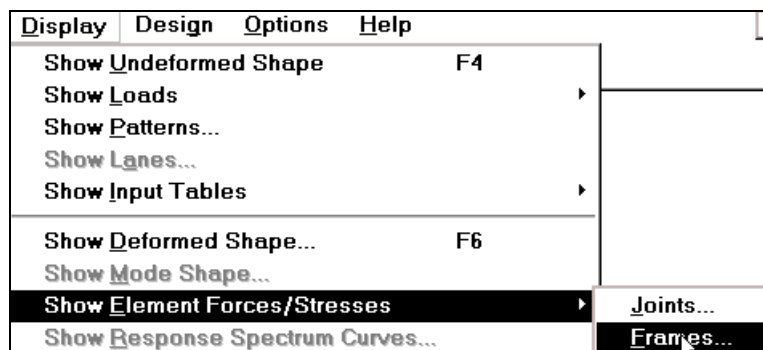 Display Design Options Help
Show Undeformed Shape F4
Show Loads
Show Patterns...
Show Lanes...
Show Input Tables
Show Deformed Shape... F6
Show Mode Shape...
Show Element Forces/Stresses
Joints...
Show Response Spectrum Curves...
Frames...